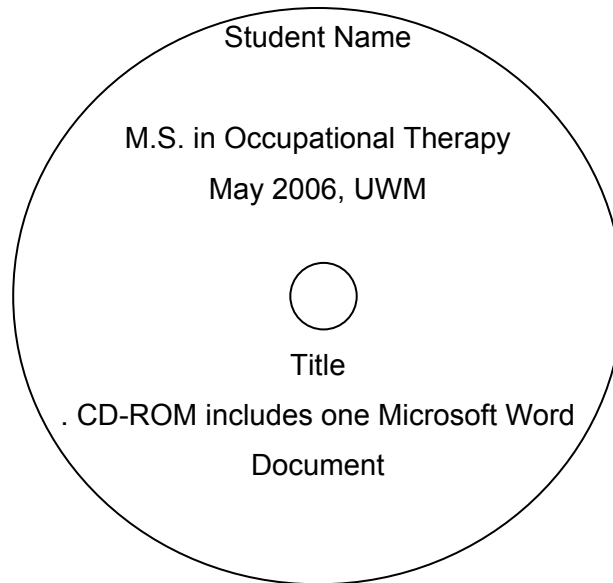 Student Name
M.S. in Occupational Therapy
May 2006, UWM
Title
. CD-ROM includes one Microsoft Word
Document